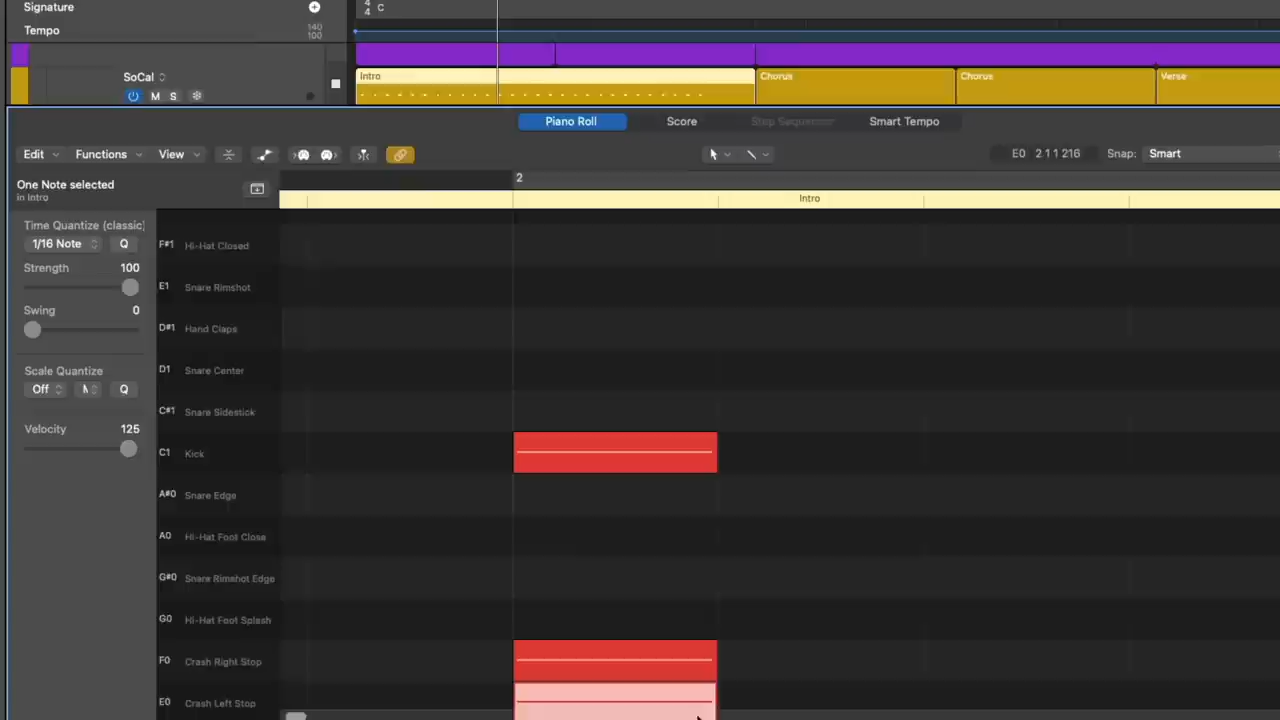 Signature
4
4 C
Tempo
140
100
SoCal
M S
Intro
Chorus
Chorus
Verse
Piano Roll
Score
Step Sequencer
Smart Tempo
Edit
Functions
View
E0 2 1 1 216
Snap: Smart
One Note selected
in Intro
2
Intro
Time Quantize (classic)
1/16 Note
Q
Strength 100
Swing 0
Scale Quantize
Off
Q
Velocity 125
F#1 Hi-Hat Closed
E1 Snare Rimshot
D#1 Hand Claps
D1 Snare Center
C#1 Snare Sidestick
C1 Kick
A#0 Snare Edge
A0 Hi-Hat Foot Close
G#0 Snare Rimshot Edge
G0 Hi-Hat Foot Splash
F0 Crash Right Stop
E0 Crash Left Stop